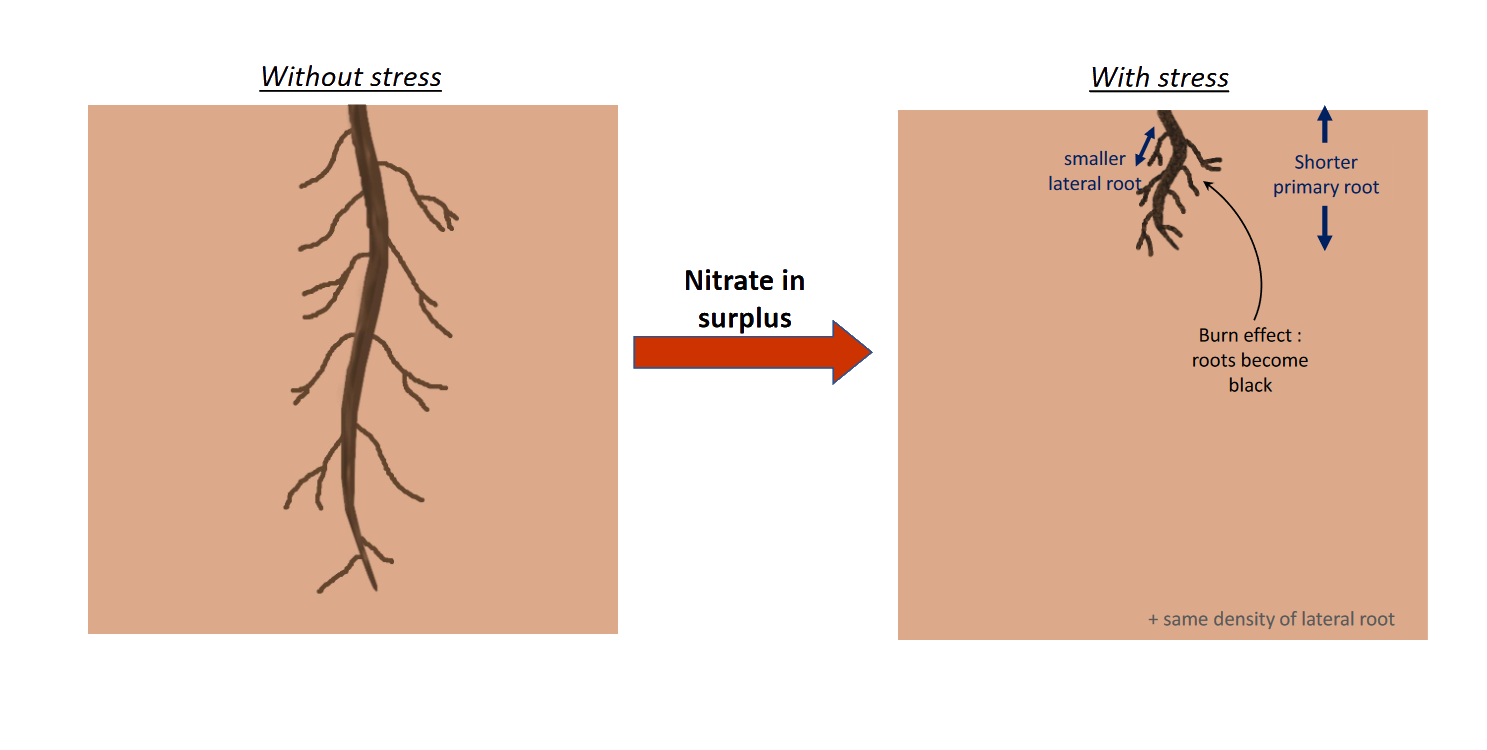 Without stress
With stress
Nitrate in
surplus
smaller
lateral root
Shorter
primary root
Burn effect :
roots become
black
+ same density of lateral root